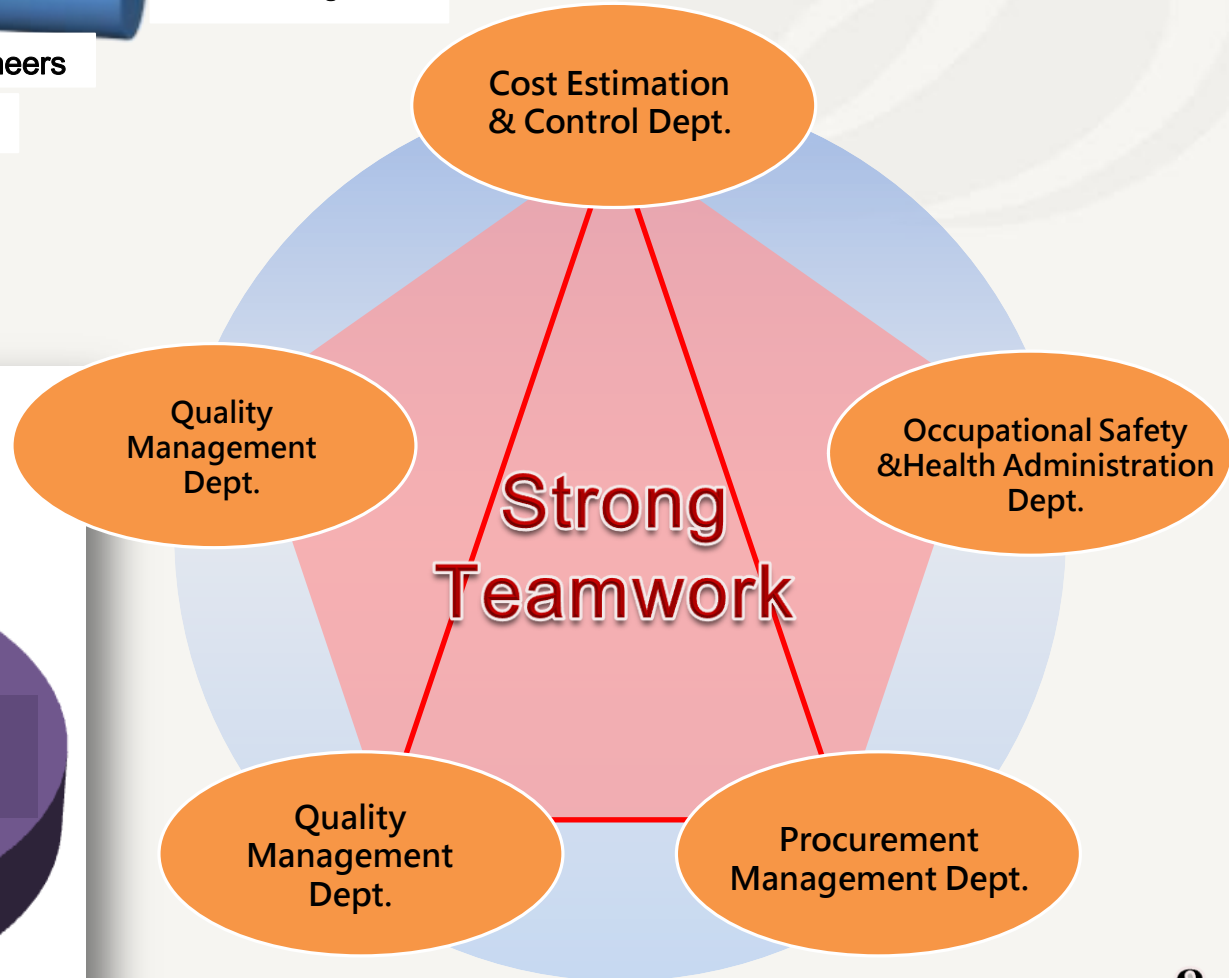 Cost Estimation
& Control Dept.
Quality
Management
Dept.
Occupational Safety
&Health Administration
Dept.
Strong
Teamwork
Quality
Management
Dept.
Procurement
Management Dept.